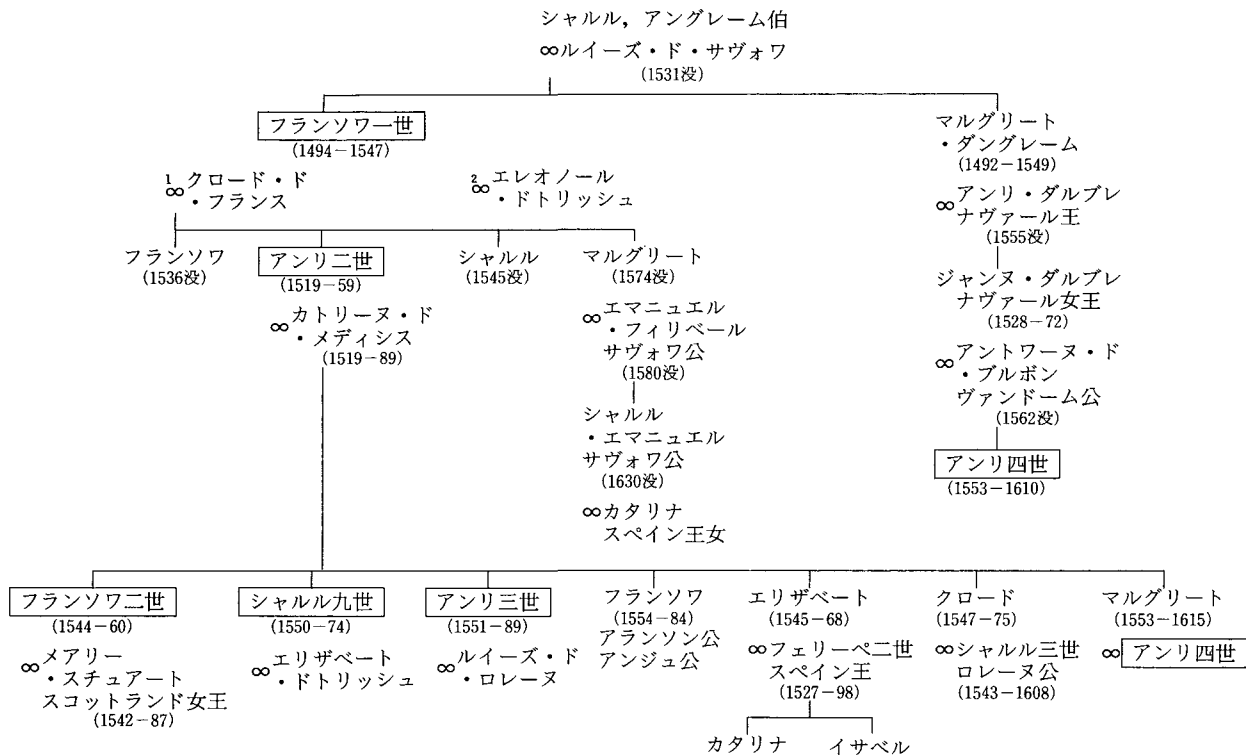 シャルル，アングレーム伯
∞ルイーズ・ド・サヴォワ
(1531没)
フランソワ一世
(1494－1547)
マルグリート
・ダングレーム
(1492－1549)
1∞クロード・ド
・フランス
2∞エレオノール
・ドトリッシュ
∞アンリ・ダルブレ
ナヴァール王
(1555没)
フランソワ
(1536没)
アンリ二世
(1519－59)
シャルル
(1545没)
マルグリート
(1574没)
ジャンヌ・ダルブレ
ナヴァール女王
(1528－72)
∞カトリーヌ・ド
・メディシス
(1519－89)
∞エマニュエル
・フィリベール
サヴォワ公
(1580没)
∞アントワーヌ・ド
・ブルボン
ヴァンドーム公
(1562没)
シャルル
・エマニュエル
サヴォワ公
(1630没)
アンリ四世
(1553－1610)
∞カタリナ
スペイン王女
フランソワ二世
(1544－60)
シャルル九世
(1550－74)
アンリ三世
(1551－89)
フランソワ
(1554－84)
アランソン公
アンジュ公
エリザベート
(1545－68)
クロード
(1547－75)
マルグリート
(1553－1615)
∞メアリー
・スチュアート
スコットランド女王
(1542－87)
∞エリザベート
・ドトリッシュ
∞ルイーズ・ド
・ロレーヌ
∞フェリーペ二世
スペイン王
(1527－98)
∞シャルル三世
ロレーヌ公
(1543－1608)
∞アンリ四世
カタリナ
イサベル